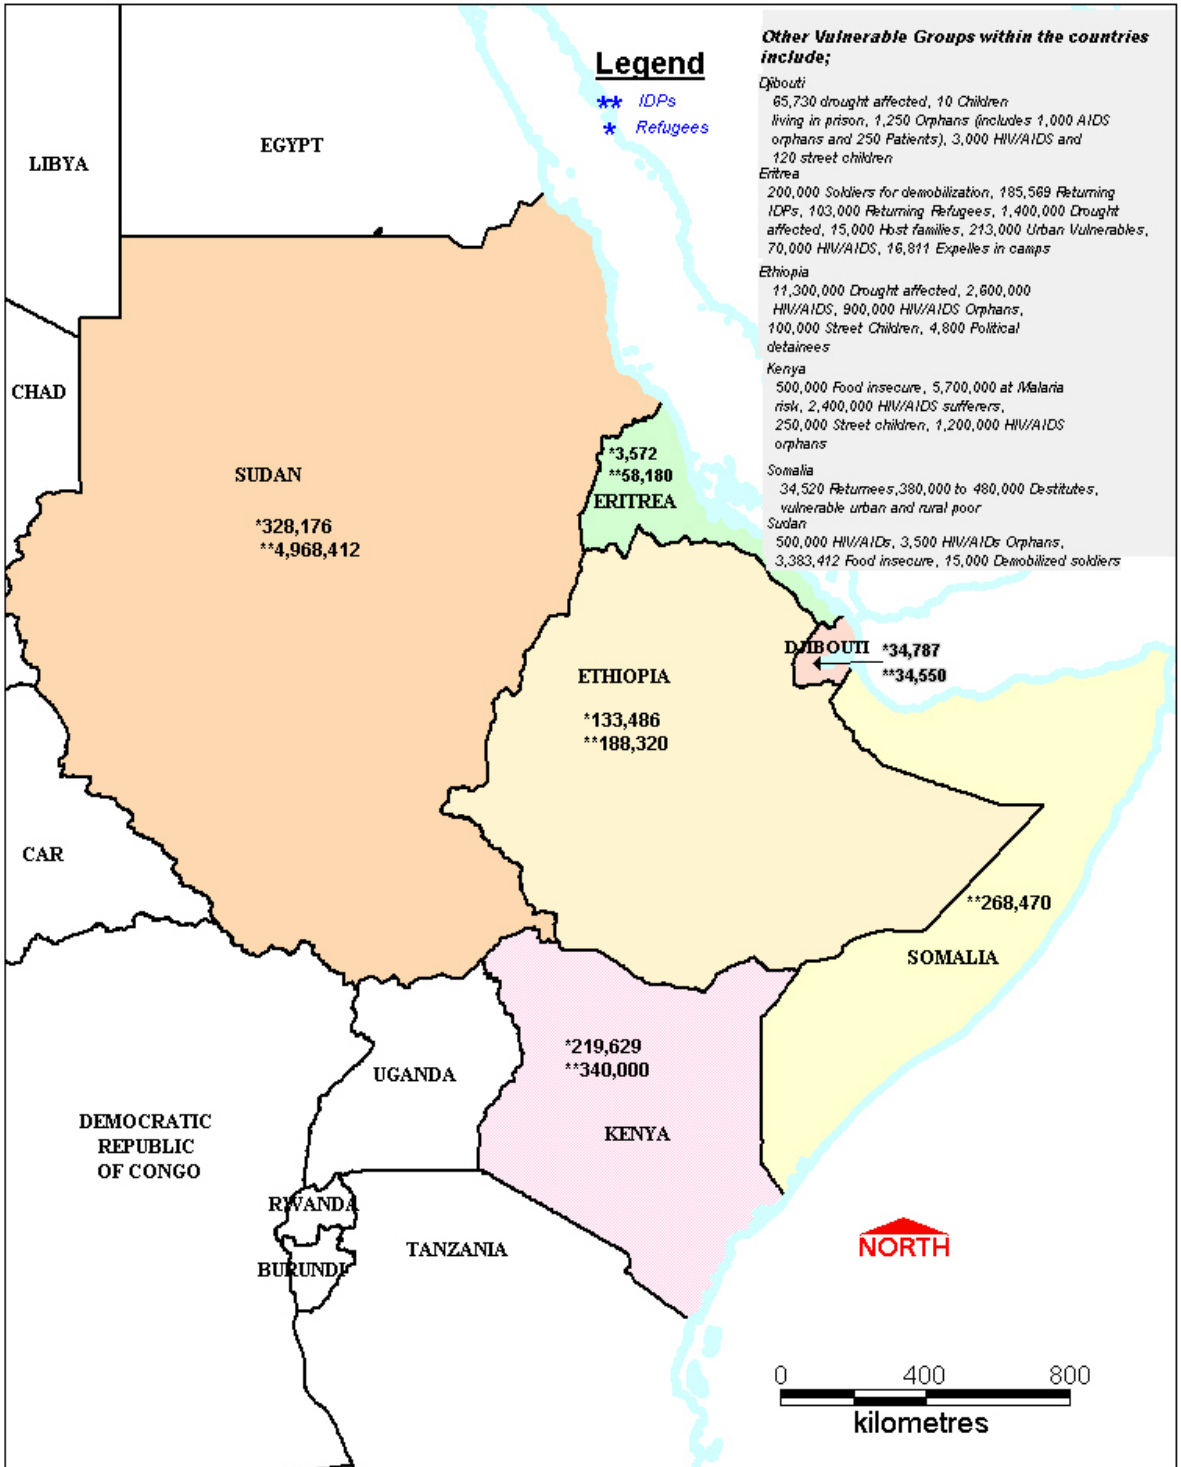 Legend
** IDPs
* Refugees
Other Vulnerable Groups within the countries
include;
Djibouti
65,730 drought affected, 10 Children
living in prison, 1,250 Orphans (includes 1,000 AIDS
orphans and 250 Patients), 3,000 HIV/AIDS and
120 street children
Eritrea
200,000 Soldiers for demobilization, 185,569 Returning
IDPs, 103,000 Returning Refugees, 1,400,000 Drought
affected, 15,000 Host families, 213,000 Urban Vulnerables,
70,000 HIV/AIDS, 16,811 Expelles in camps
Ethiopia
11,300,000 Drought affected, 2,600,000
HIV/AIDS, 900,000 HIV/AIDS Orphans,
100,000 Street Children, 4,800 Political
detainees
Kenya
500,000 Food insecure, 5,700,000 at Malaria
risk, 2,400,000 HIV/AIDS sufferers,
250,000 Street children, 1,200,000 HIV/AIDS
orphans
Somalia
34,520 Returnees,380,000 to 480,000 Destitutes,
vulnerable urban and rural poor
Sudan
500,000 HIV/AIDs, 3,500 HIV/AIDs Orphans,
3,383,412 Food insecure, 15,000 Demobilized soldiers
EGYPT
LIBYA
CHAD
SUDAN
*328,176
**4,968,412
*3,572
**58,180
ERITREA
DJIBOUTI
*34,787
**34,550
ETHIOPIA
*133,486
**188,320
CAR
**268,470
SOMALIA
*219,629
**340,000
KENYA
UGANDA
DEMOCRATIC
REPUBLIC
OF CONGO
RWANDA
BURUNDI
TANZANIA
NORTH
0 400 800
kilometres